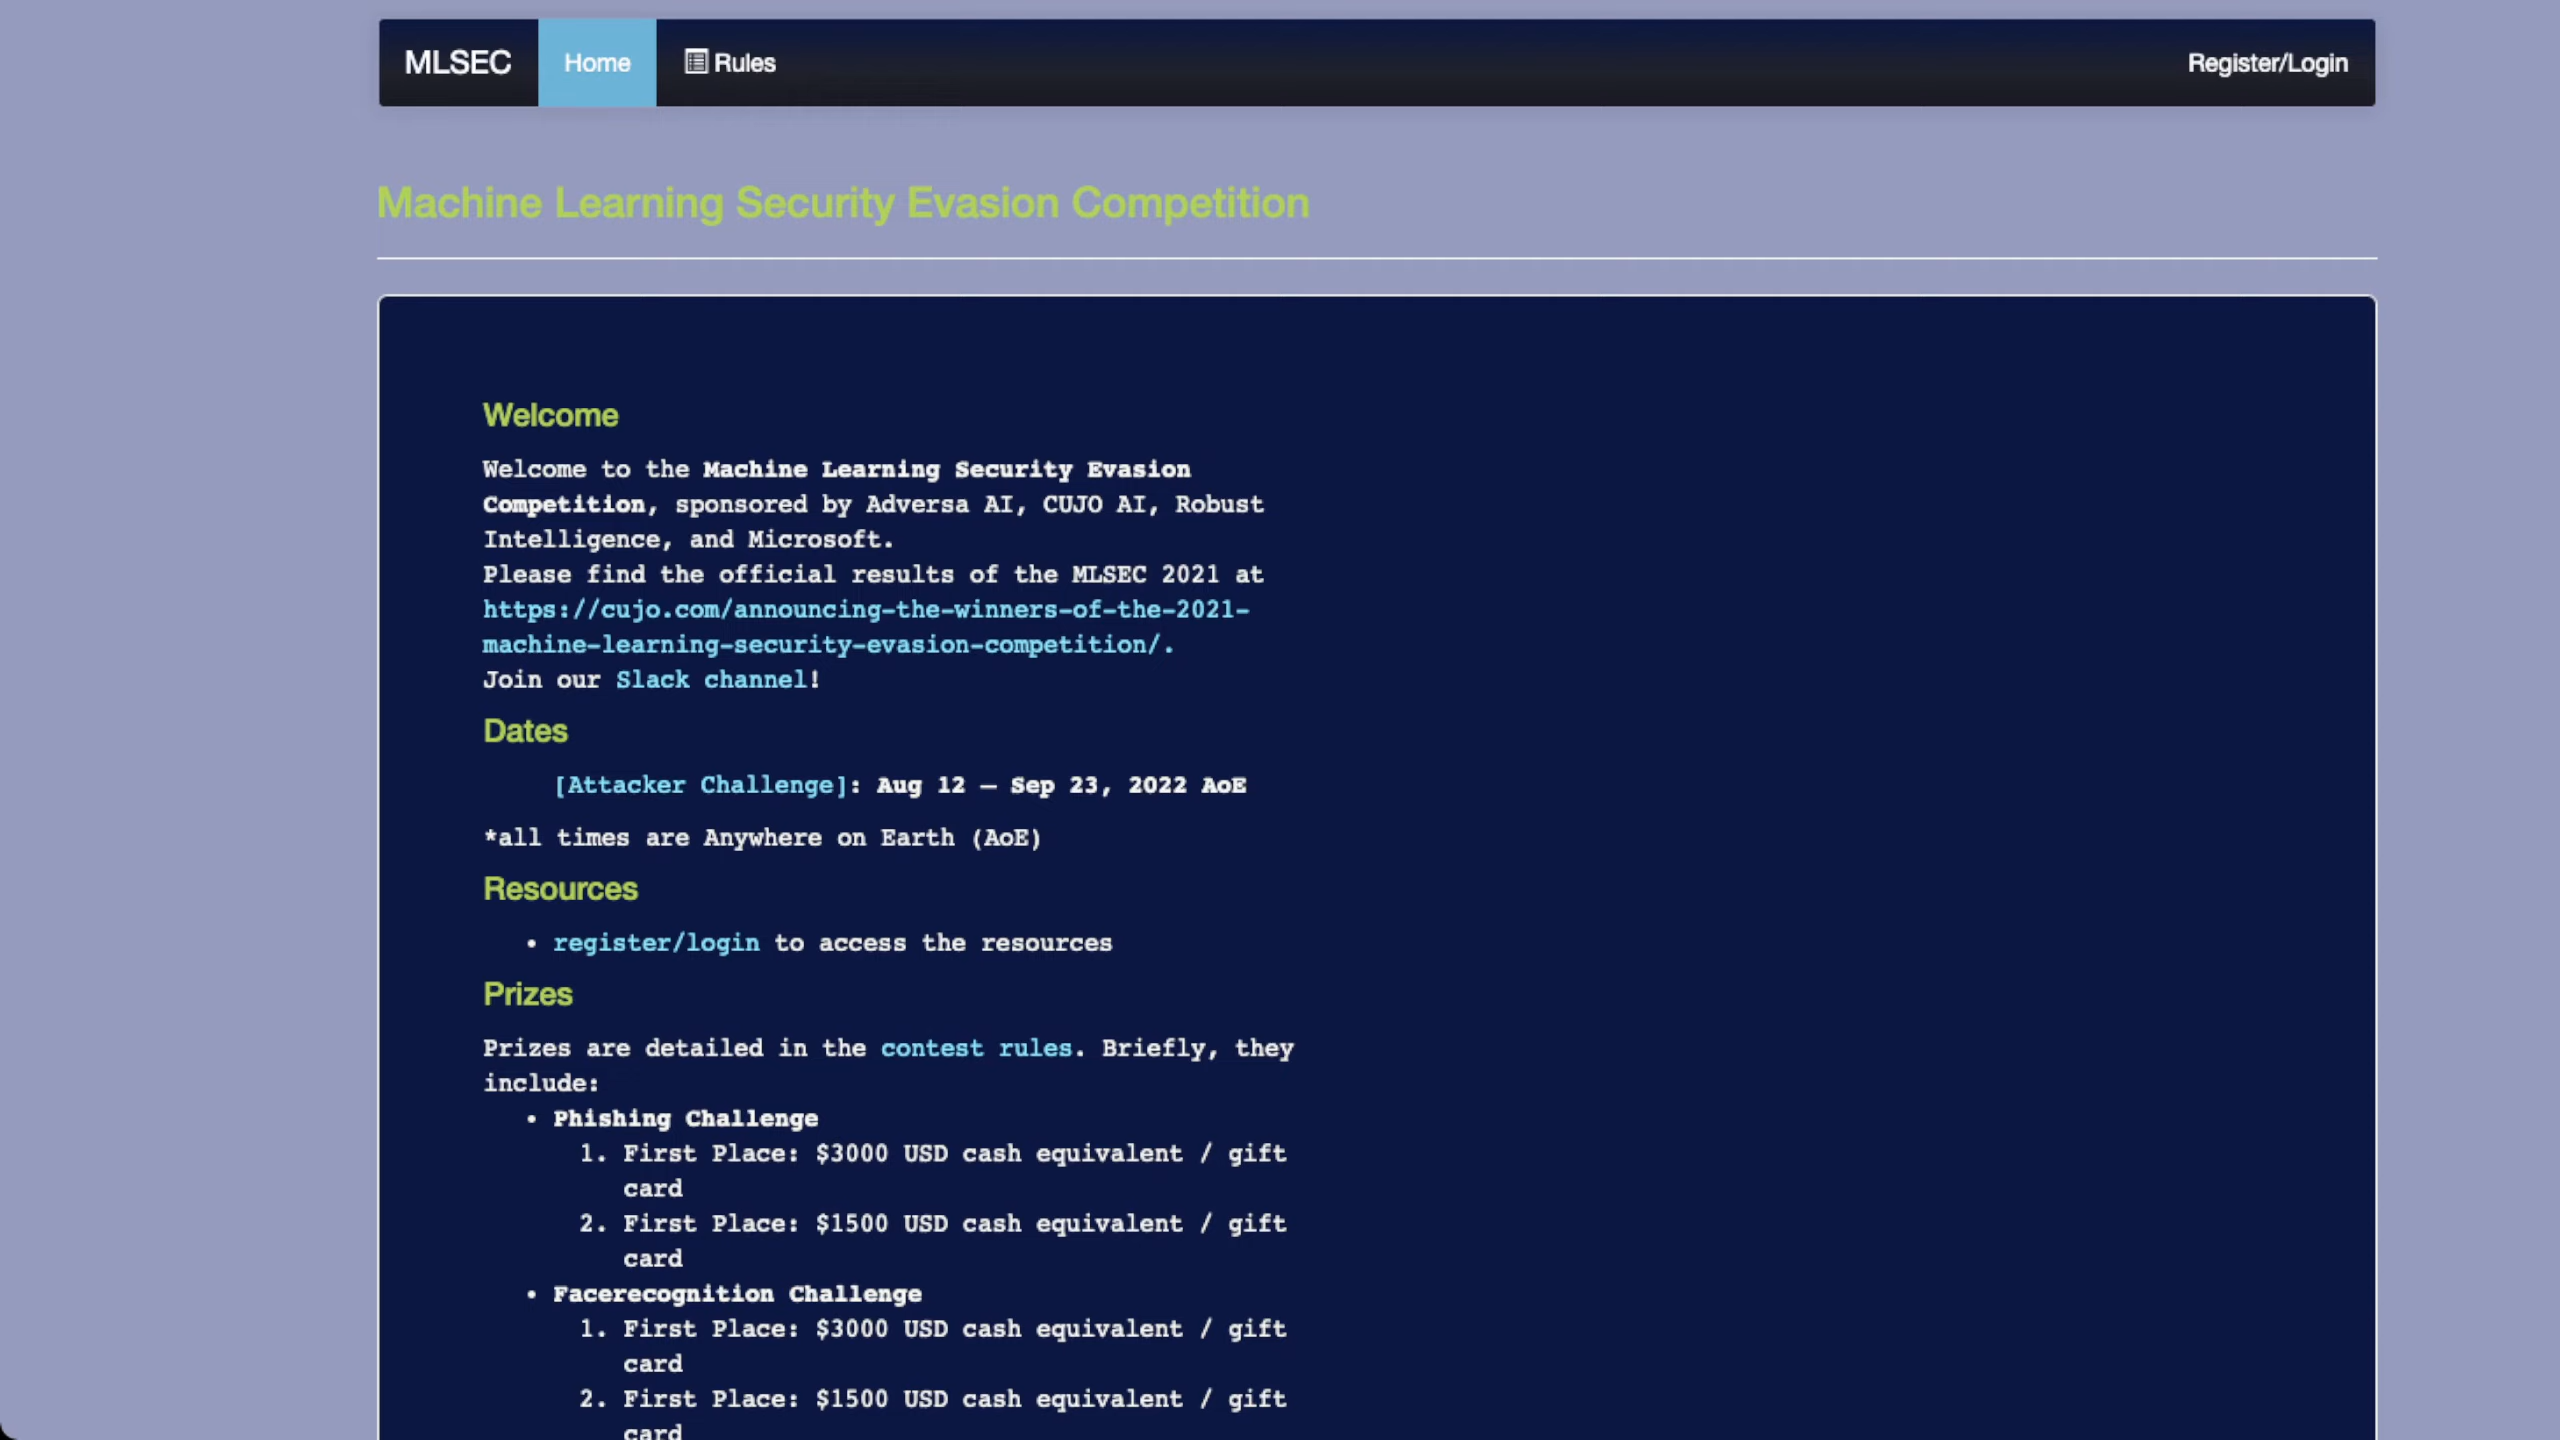 MLSEC
Home
Rules
Register/Login
Machine Learning Security Evasion Competition
Welcome
Welcome to the Machine Learning Security Evasion
Competition, sponsored by Adversa AI, CUJO AI, Robust
Intelligence, and Microsoft.
Please find the official results of the MLSEC 2021 at
https://cujo.com/announcing-the-winners-of-the-2021-
machine-learning-security-evasion-competition/.
Join our Slack channel!
Dates
[Attacker Challenge]: Aug 12 – Sep 23, 2022 AoE
*all times are Anywhere on Earth (AoE)
Resources
• register/login to access the resources
Prizes
Prizes are detailed in the contest rules. Briefly, they
include:
• Phishing Challenge
1. First Place: $3000 USD cash equivalent / gift
card
2. First Place: $1500 USD cash equivalent / gift
card
• Facerecognition Challenge
1. First Place: $3000 USD cash equivalent / gift
card
2. First Place: $1500 USD cash equivalent / gift
card